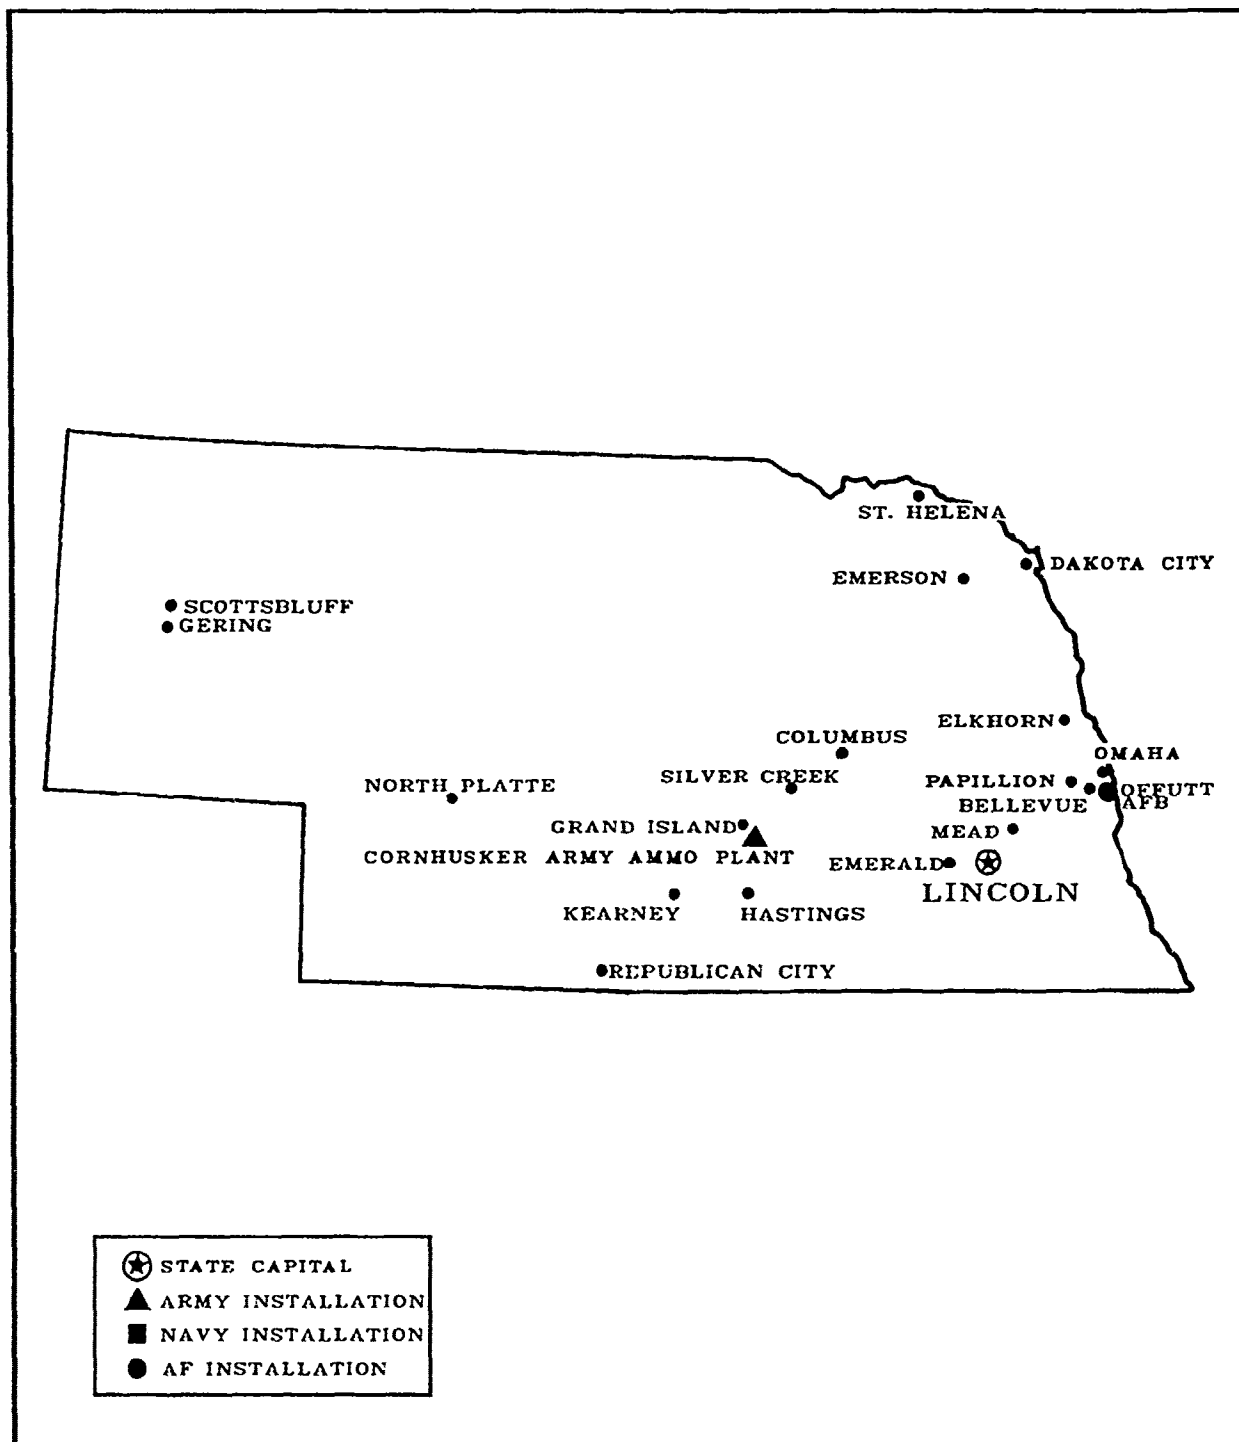 ST. HELENA
DAKOTA CITY
EMERSON
SCOTTSBLUFF
GERING
ELKHORN
COLUMBUS
OMAHA
SILVER CREEK
PAPILLION
NORTH PLATTE
OFFUTT
AFB
BELLEVUE
GRAND ISLAND
MEAD
CORNHUSKER ARMY AMMO PLANT
EMERALD
LINCOLN
KEARNEY
HASTINGS
REPUBLICAN CITY
STATE CAPITAL
ARMY INSTALLATION
NAVY INSTALLATION
AF INSTALLATION